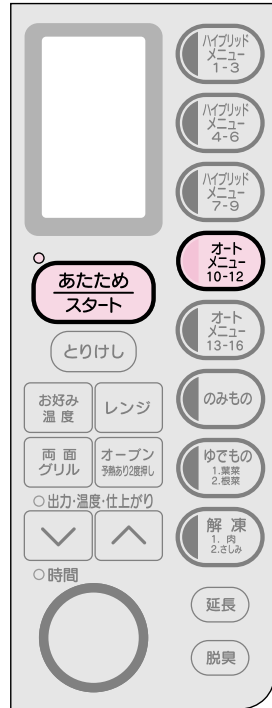 ハイブリッド
メニュー
1-3
ハイブリッド
メニュー
4-6
ハイブリッド
メニュー
7-9
オート
メニュー
10-12
あたため
スタート
オート
メニュー
13-16
とりけし
お好み
温度
レンジ
のみもの
両面
グリル
オーブン
予熱あり2度押し
ゆでもの
1.葉菜
2.根菜
出力・温度・仕上がり
解凍
1. 肉
2.さしみ
時間
延長
脱臭